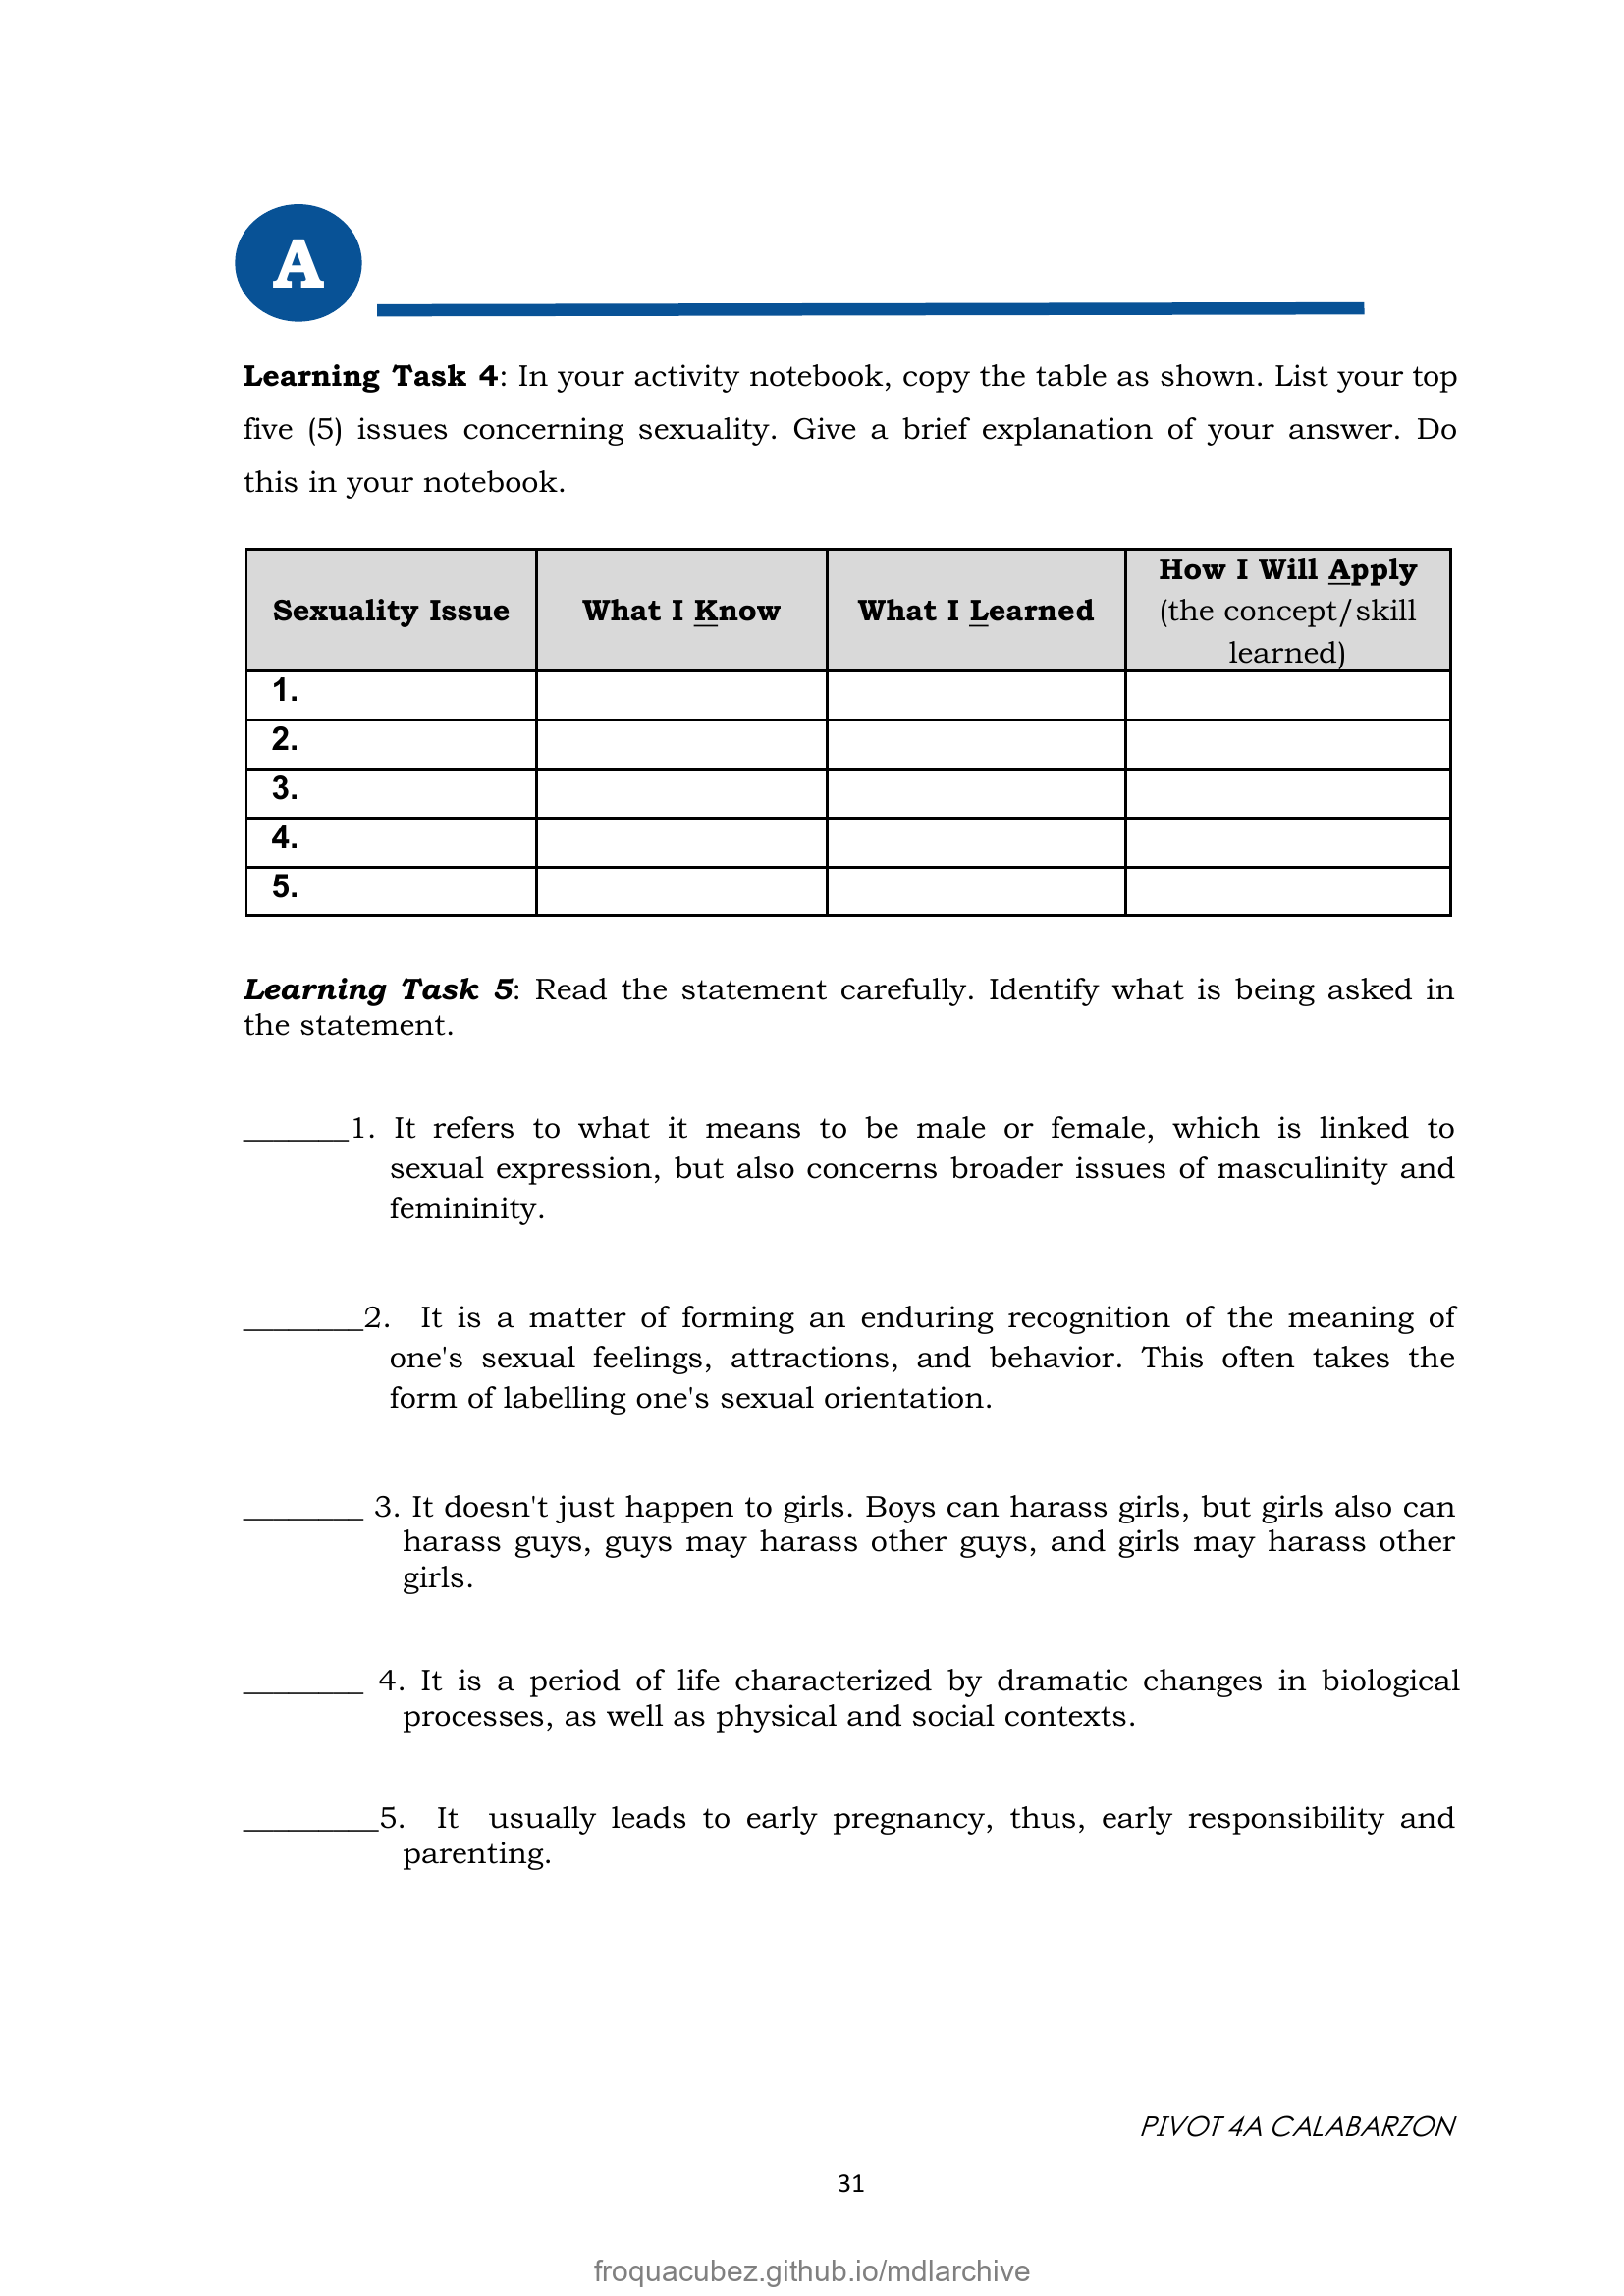 A
Learning Task 4: In your activity notebook, copy the table as shown. List your top
five (5) issues concerning sexuality. Give a brief explanation of your answer. Do
this in your notebook.
Sexuality Issue What I Know What I Learned How I Will Apply
(the concept/skill
learned)
1.
2.
3.
4.
5.
Learning Task 5: Read the statement carefully. Identify what is being asked in
the statement.
_______1. It refers to what it means to be male or female, which is linked to
sexual expression, but also concerns broader issues of masculinity and
femininity.
________2. It is a matter of forming an enduring recognition of the meaning of
one's sexual feelings, attractions, and behavior. This often takes the
form of labelling one's sexual orientation.
________ 3. It doesn't just happen to girls. Boys can harass girls, but girls also can
harass guys, guys may harass other guys, and girls may harass other
girls.
________ 4. It is a period of life characterized by dramatic changes in biological
processes, as well as physical and social contexts.
_________5. It usually leads to early pregnancy, thus, early responsibility and
parenting.
PIVOT 4A CALABARZON
31
froquacubez.github.io/mdlarchive